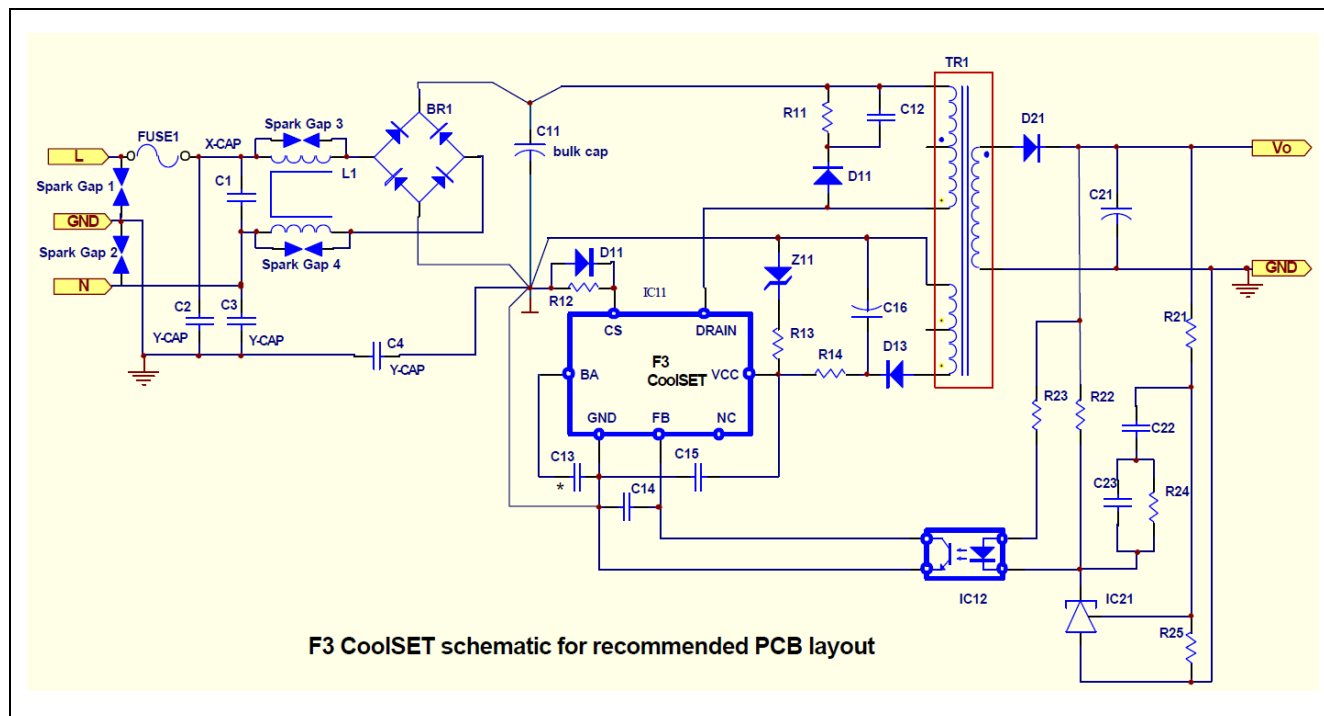 TR1
BR1
R11
C12
D21
FUSE1
Spark Gap 3
X-CAP
C11
bulk cap
L
Vo
C1
L1
D11
Spark Gap 1
C21
GND
Spark Gap 2
Spark Gap 4
D11
Z11
GND
N
R12
IC11
C2
C3
CS
DRAIN
C16
R21
Y-CAP
Y-CAP
C4
Y-CAP
F3
CoolSET
R13
R14
D13
BA
VCC
GND
FB
NC
R23
R22
C22
C13
*
C14
C15
C23
R24
IC12
IC21
R25
F3 CoolSET schematic for recommended PCB layout